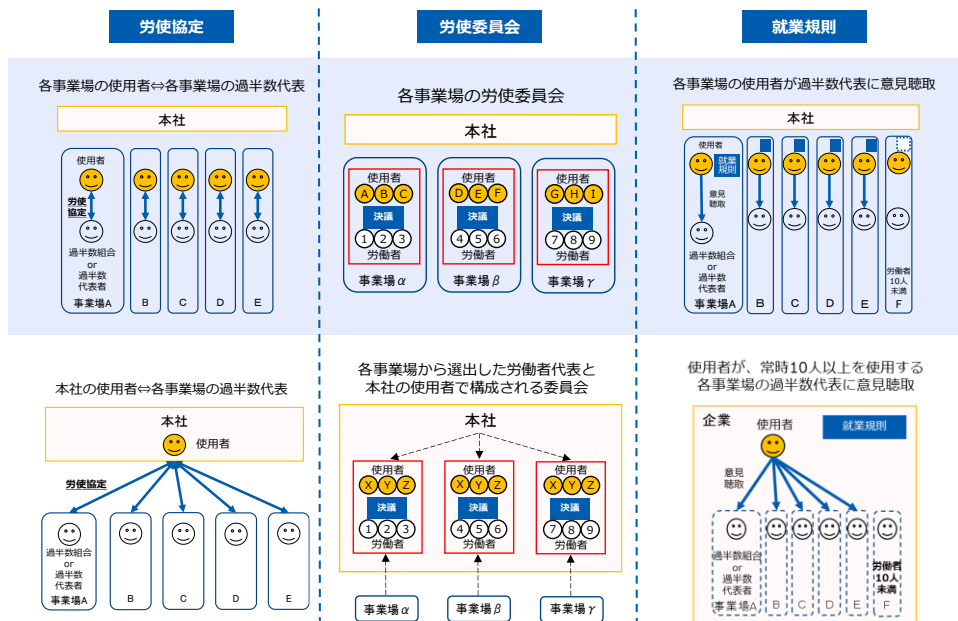 労使協定
労使委員会
就業規則
各事業場の使用者⇔各事業場の過半数代表
本社
使用者
労使
協定
過半数組合
or
過半数
代表者
事業場A
B
C
D
E
各事業場の労使委員会
本社
使用者
A B C
決議
1 2 3
労働者
事業場α
使用者
D E F
決議
4 5 6
労働者
事業場β
使用者
G H I
決議
7 8 9
労働者
事業場γ
各事業場の使用者が過半数代表に意見聴取
本社
使用者
就業
規則
意見
聴取
過半数組合
or
過半数
代表者
事業場A
B
C
D
E
労働者
10人
未満
F
本社の使用者⇔各事業場の過半数代表
本社
使用者
労使協定
過半数組合
or
過半数
代表者
事業場A
B
C
D
E
各事業場から選出した労働者代表と
本社の使用者で構成される委員会
本社
使用者
X Y Z
決議
1 2 3
労働者
使用者
X Y Z
決議
4 5 6
労働者
使用者
X Y Z
決議
7 8 9
労働者
事業場α
事業場β
事業場γ
使用者が、常時10人以上を使用する
各事業場の過半数代表に意見聴取
企業
使用者
就業規則
意見
聴取
過半数組合
or
過半数
代表者
事業場A
B
C
D
E
労働者
10人
未満
F